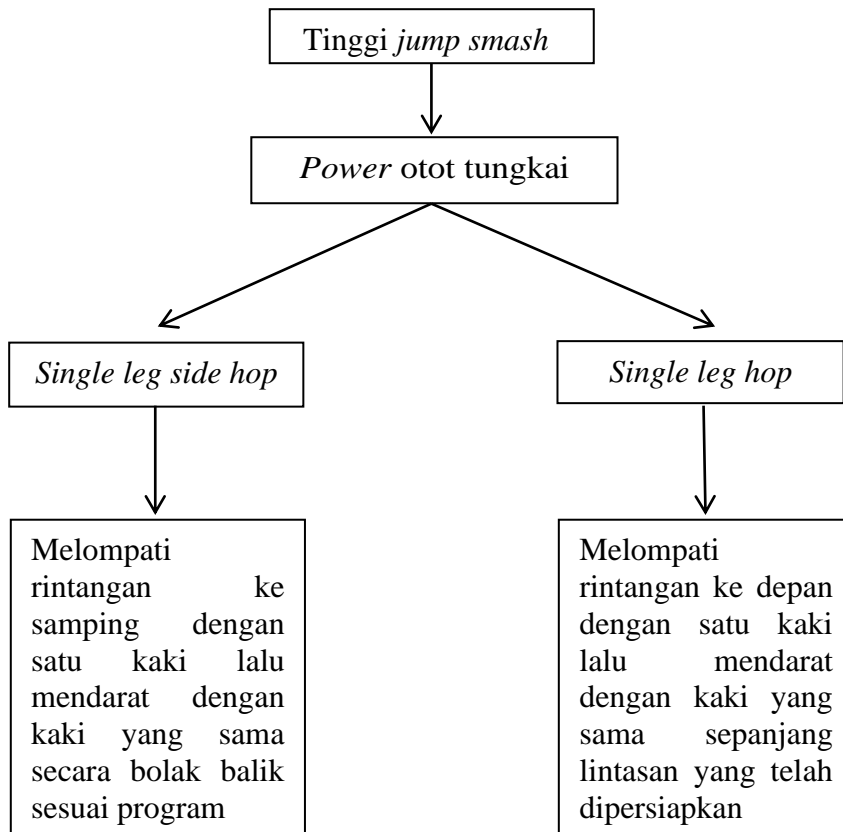 Tinggi jump smash
Power otot tungkai
Single leg side hop
Single leg hop
Melompati
rintangan ke
samping dengan
satu kaki lalu
mendarat dengan
kaki yang sama
secara bolak balik
sesuai program
Melompati
rintangan ke depan
dengan satu kaki
lalu mendarat
dengan kaki yang
sama sepanjang
lintasan yang telah
dipersiapkan